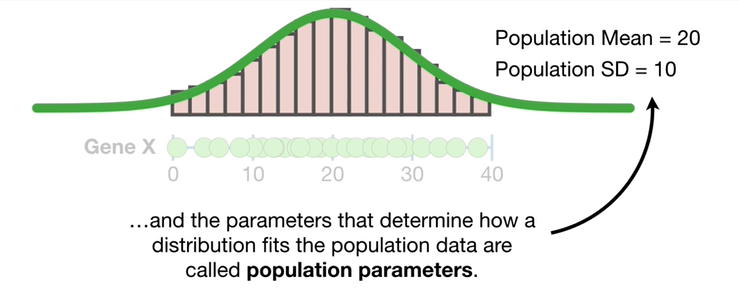 Population Mean = 20
Population SD = 10
Gene X
0 10 20 30 40
...and the parameters that determine how a
distribution fits the population data are
called population parameters.